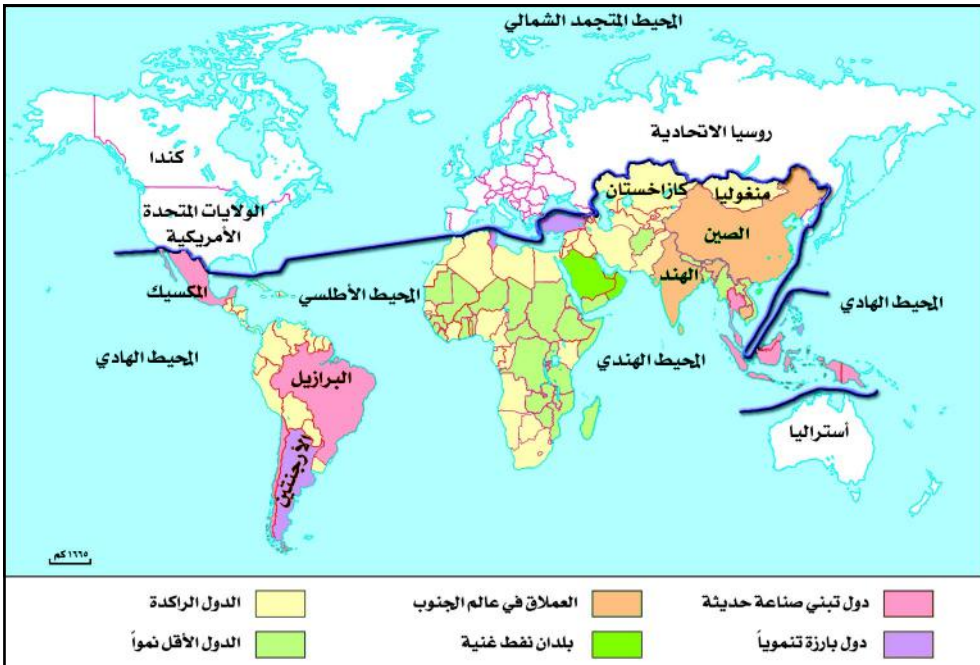 المحيط المتجمد الشمالي
روسيا الاتحادية
كندا
كازاخستان
منغوليا
الولايات المتحدة
الأمريكية
الصين
الهند
المكسيك
المحيط الأطلسي
المحيط الهادي
المحيط الهندي
المحيط الهادي
البرازيل
أستراليا
الأرجنتين
١٦٦٥ كم
دول تبني صناعة حديثة
العملاق في عالم الجنوب
الدول الراكدة
دول بارزة تنموياً
بلدان نفط غنية
الدول الأقل نمواً